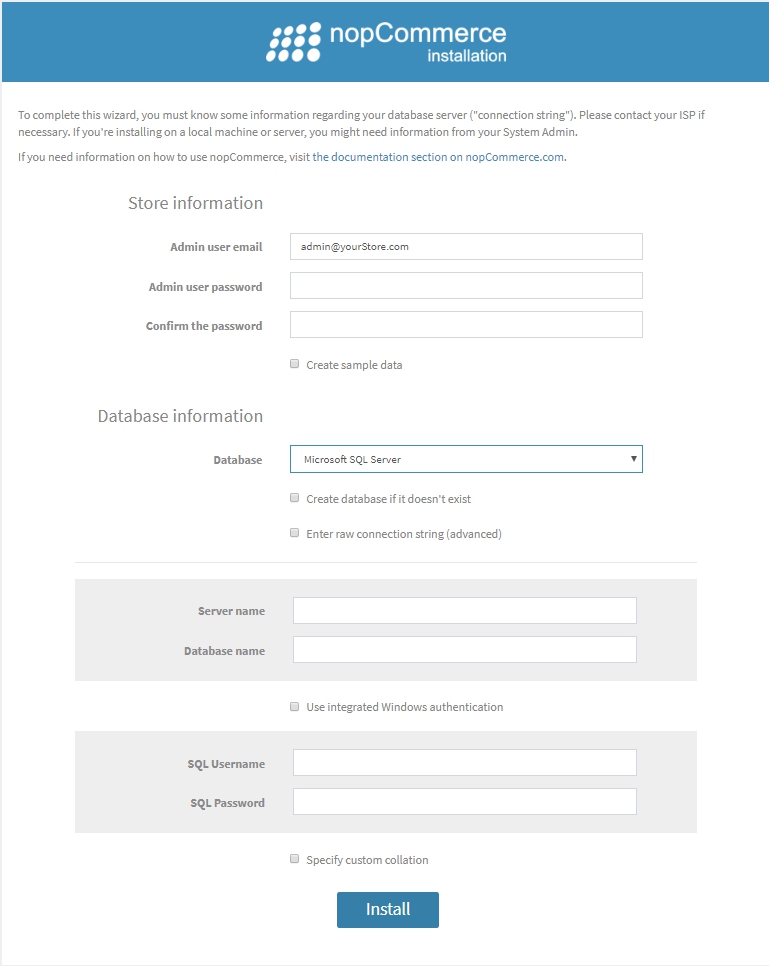 nopCommerce
installation
To complete this wizard, you must know some information regarding your database server ("connection string"). Please contact your ISP if
necessary. If you're installing on a local machine or server, you might need information from your System Admin.
If you need information on how to use nopCommerce, visit the documentation section on nopCommerce.com.
Store information
Admin user email admin@yourStore.com
Admin user password
Confirm the password
Create sample data
Database information
Database Microsoft SQL Server
Create database if it doesn't exist
Enter raw connection string (advanced)
Server name
Database name
Use integrated Windows authentication
SQL Username
SQL Password
Specify custom collation
Install